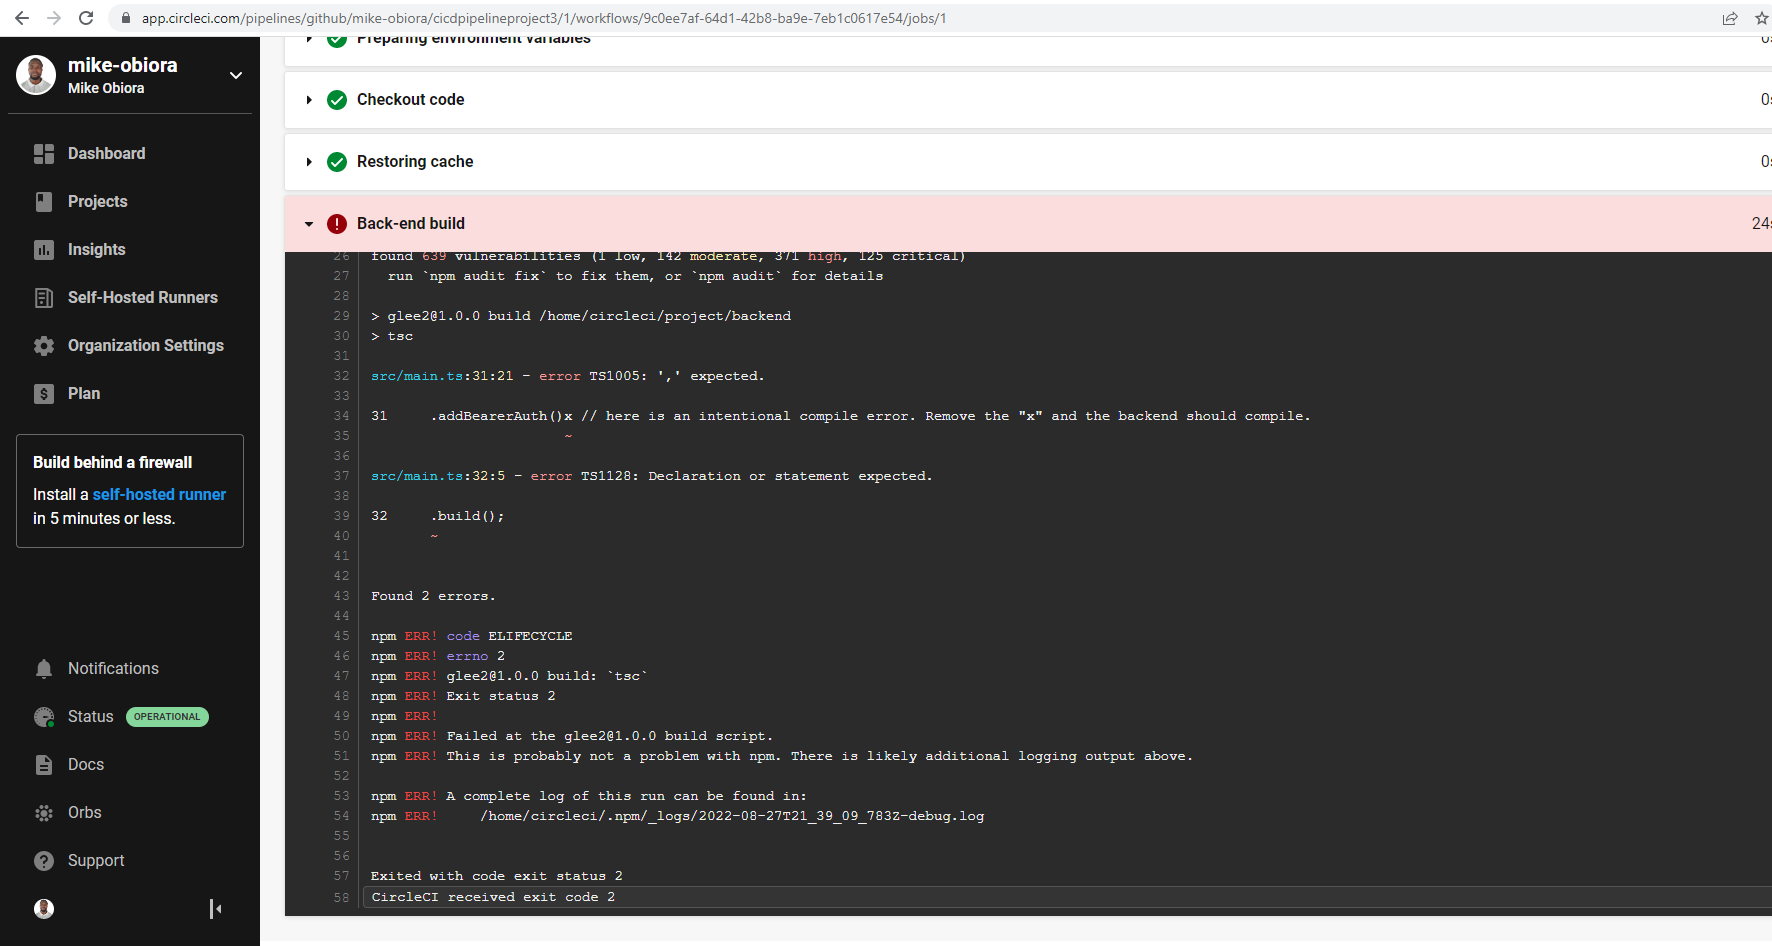 app.circleci.com/pipelines/github/mike-obiora/cicdpipelineproject3/1/workflows/9c0ee7af-64d1-42b8-ba9e-7eb1c0617e54/jobs/1
mike-obiora
Mike Obiora
Dashboard
Projects
Insights
Self-Hosted Runners
Organization Settings
Plan
Build behind a firewall
Install a self-hosted runner
in 5 minutes or less.
Notifications
Status OPERATIONAL
Docs
Orbs
Support
Preparing environment variables 0s
Checkout code 0s
Restoring cache 0s
Back-end build 24s
26 found 639 vulnerabilities (1 low, 142 moderate, 371 high, 125 critical)
27 run `npm audit fix` to fix them, or `npm audit` for details
28
29 > glee2@1.0.0 build /home/circleci/project/backend
30 > tsc
31
32 src/main.ts:31:21 - error TS1005: ',' expected.
33
34 31 .addBearerAuth()x // here is an intentional compile error. Remove the "x" and the backend should compile.
35 ~
36
37 src/main.ts:32:5 - error TS1128: Declaration or statement expected.
38
39 32 .build();
40 ~
41
42
43 Found 2 errors.
44
45 npm ERR! code ELIFECYCLE
46 npm ERR! errno 2
47 npm ERR! glee2@1.0.0 build: `tsc`
48 npm ERR! Exit status 2
49 npm ERR!
50 npm ERR! Failed at the glee2@1.0.0 build script.
51 npm ERR! This is probably not a problem with npm. There is likely additional logging output above.
52
53 npm ERR! A complete log of this run can be found in:
54 npm ERR! /home/circleci/.npm/_logs/2022-08-27T21_39_09_783Z-debug.log
55
56
57 Exited with code exit status 2
58 CircleCI received exit code 2